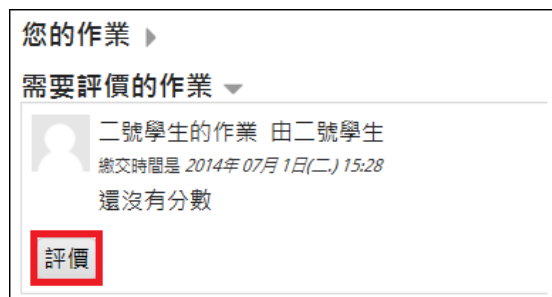 您的作業
需要評價的作業
二號學生的作業 由二號學生
繳交時間是 2014年 07月 1日(二.) 15:28
還沒有分數
評價